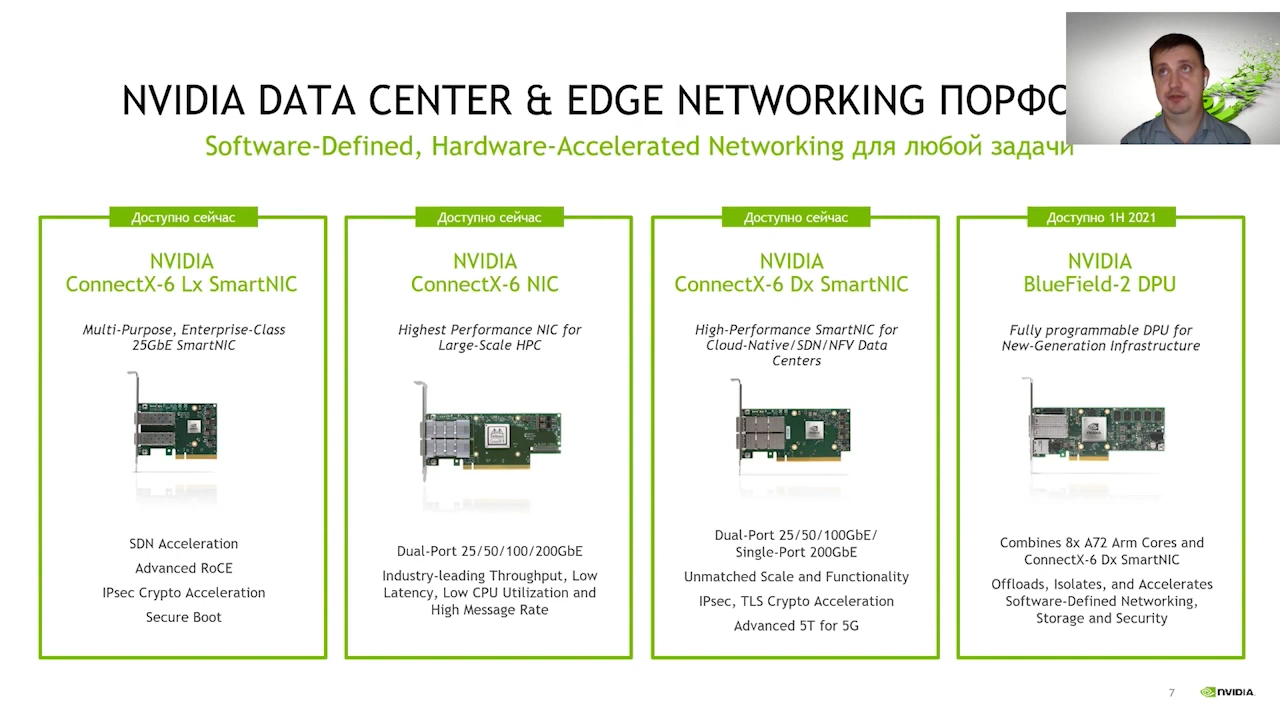 NVIDIA DATA CENTER & EDGE NETWORKING
Software-Defined, Hardware-Accelerated Networking для любой задачи
Доступно сейчас
NVIDIA
ConnectX-6 Lx SmartNIC
Multi-Purpose, Enterprise-Class
25GbE SmartNIC
SDN Acceleration
Advanced RoCE
IPsec Crypto Acceleration
Secure Boot
Доступно сейчас
NVIDIA
ConnectX-6 NIC
Highest Performance NIC for
Large-Scale HPC
Dual-Port 25/50/100/200GbE
Industry-leading Throughput, Low
Latency, Low CPU Utilization and
High Message Rate
Доступно сейчас
NVIDIA
ConnectX-6 Dx SmartNIC
High-Performance SmartNIC for
Cloud-Native/SDN/NFV Data
Centers
Dual-Port 25/50/100GbE/
Single-Port 200GbE
Unmatched Scale and Functionality
IPsec, TLS Crypto Acceleration
Advanced 5T for 5G
Доступно 1H 2021
NVIDIA
BlueField-2 DPU
Fully programmable DPU for
New-Generation Infrastructure
Combines 8x A72 Arm Cores and
ConnectX-6 Dx SmartNIC
Offloads, Isolates, and Accelerates
Software-Defined Networking,
Storage and Security
7
NVIDIA.